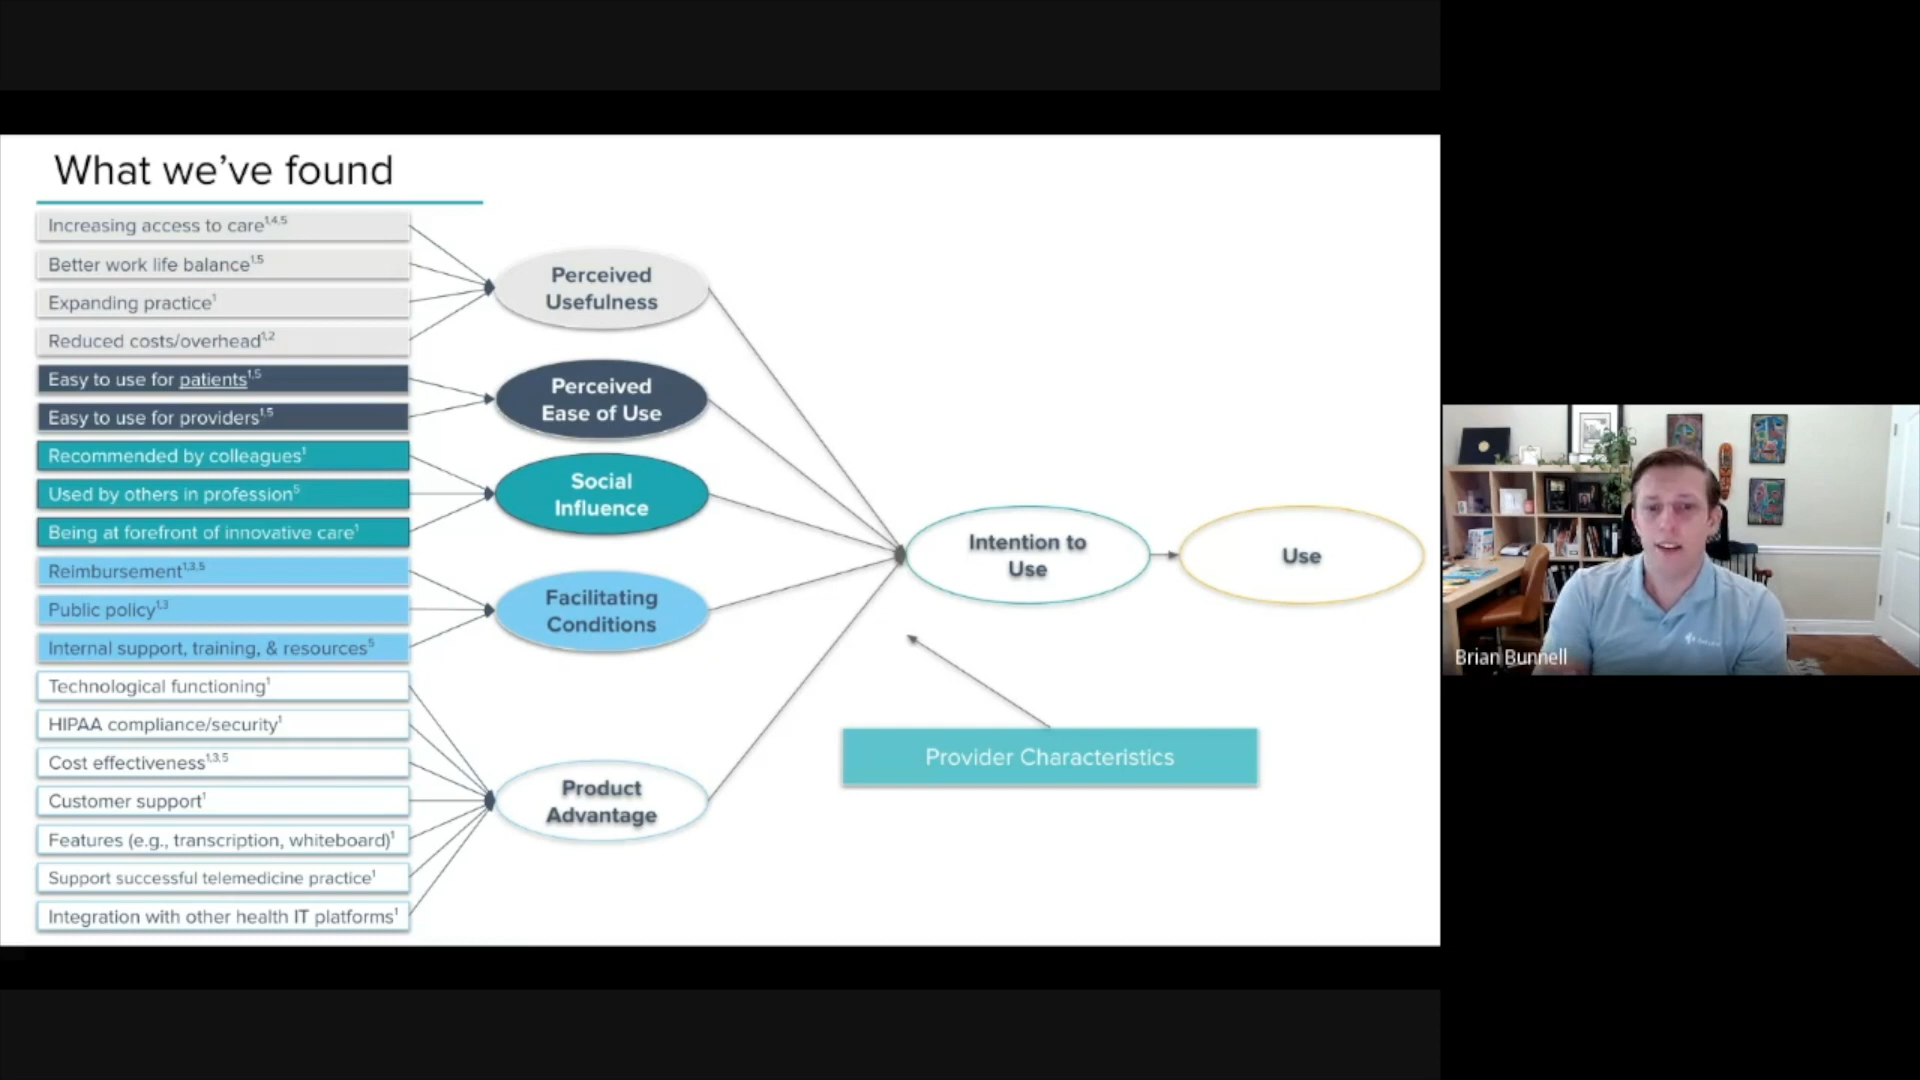 What we've found
Increasing access to care1,4,5
Better work life balance1,5
Expanding practice1
Reduced costs/overhead1,2
Easy to use for patients1,5
Easy to use for providers1,5
Recommended by colleagues1
Used by others in profession5
Being at forefront of innovative care1
Reimbursement1,3,5
Public policy1,3
Internal support, training, & resources5
Technological functioning1
HIPAA compliance/security1
Cost effectiveness1,3,5
Customer support1
Features (e.g., transcription, whiteboard)1
Support successful telemedicine practice1
Integration with other health IT platforms1
Perceived
Usefulness
Perceived
Ease of Use
Social
Influence
Facilitating
Conditions
Product
Advantage
Intention to
Use
Use
Provider Characteristics
Brian Bunnell